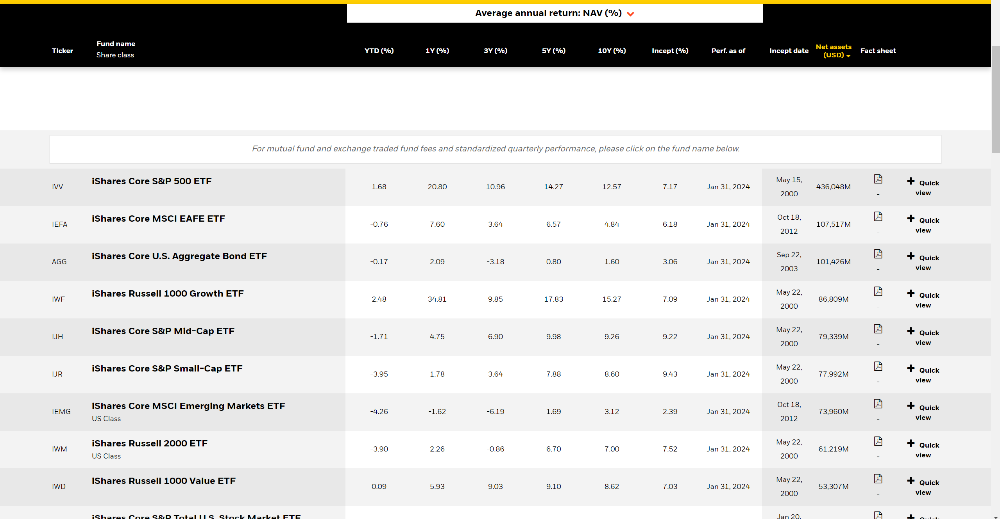 Average annual return: NAV (%)
Ticker
Fund name
Share class
YTD (%)
1Y (%)
3Y (%)
5Y (%)
10Y (%)
Incept (%)
Perf. as of
Incept date
Net assets
(USD)
Fact sheet
For mutual fund and exchange traded fund fees and standardized quarterly performance, please click on the fund name below.
IVV
iShares Core S&P 500 ETF
1.68
20.80
10.96
14.27
12.57
7.17
Jan 31, 2024
May 15,
2000
436,048M
-
Quick
view
IEFA
iShares Core MSCI EAFE ETF
-0.76
7.60
3.64
6.57
4.84
6.18
Jan 31, 2024
Oct 18,
2012
107,517M
-
Quick
view
AGG
iShares Core U.S. Aggregate Bond ETF
-0.17
2.09
-3.18
0.80
1.60
3.06
Jan 31, 2024
Sep 22,
2003
101,426M
-
Quick
view
IWF
iShares Russell 1000 Growth ETF
2.48
34.81
9.85
17.83
15.27
7.09
Jan 31, 2024
May 22,
2000
86,809M
-
Quick
view
IJH
iShares Core S&P Mid-Cap ETF
-1.71
4.75
6.90
9.98
9.26
9.22
Jan 31, 2024
May 22,
2000
79,339M
-
Quick
view
IJR
iShares Core S&P Small-Cap ETF
-3.95
1.78
3.64
7.88
8.60
9.43
Jan 31, 2024
May 22,
2000
77,992M
-
Quick
view
IEMG
iShares Core MSCI Emerging Markets ETF
US Class
-4.26
-1.62
-6.19
1.69
3.12
2.39
Jan 31, 2024
Oct 18,
2012
73,960M
-
Quick
view
IWM
iShares Russell 2000 ETF
US Class
-3.90
2.26
-0.86
6.70
7.00
7.52
Jan 31, 2024
May 22,
2000
61,219M
-
Quick
view
IWD
iShares Russell 1000 Value ETF
0.09
5.93
9.03
9.10
8.62
7.03
Jan 31, 2024
May 22,
2000
53,307M
-
Quick
view
iShares Core S&P Total U.S. Stock Market ETF
Jan 20,
Quick